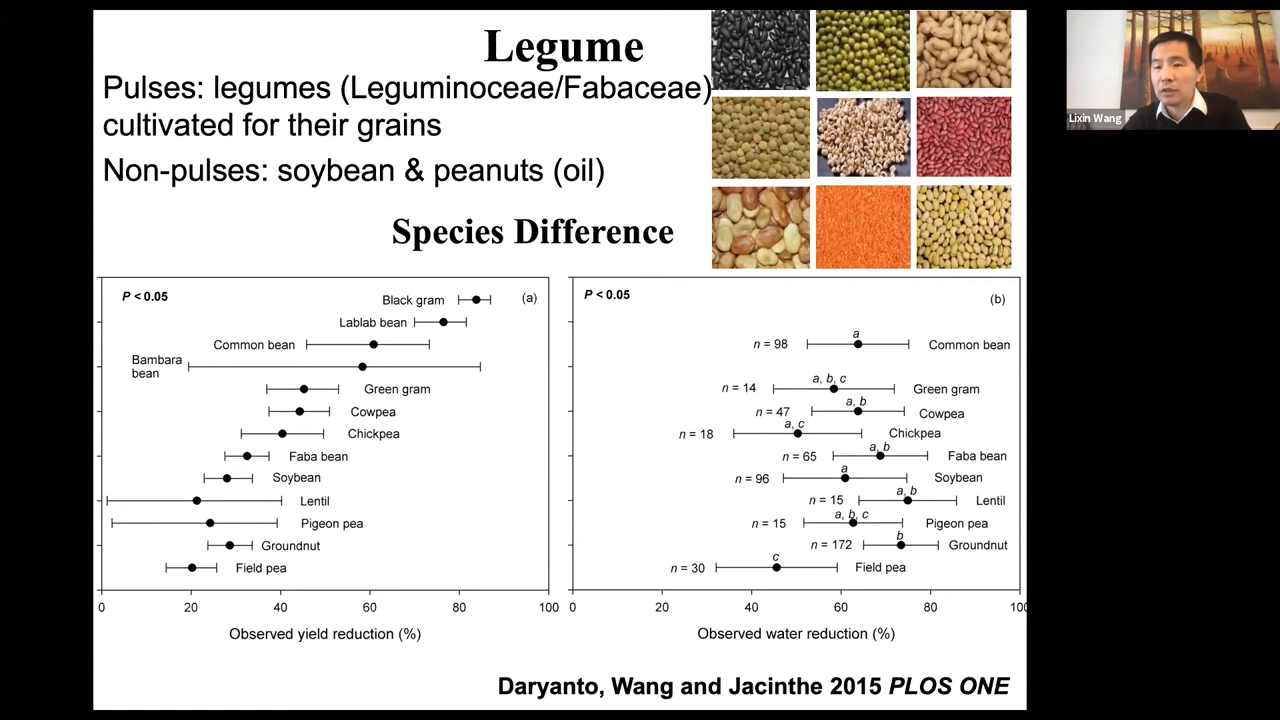 Legume
Pulses: legumes (Leguminoceae/Fabaceae)
cultivated for their grains
Non-pulses: soybean & peanuts (oil)
Species Difference
Lixin Wang
P < 0.05
(a)
Black gram
Lablab bean
Common bean
Bambara
bean
Green gram
Cowpea
Chickpea
Faba bean
Soybean
Lentil
Pigeon pea
Groundnut
Field pea
0 20 40 60 80 100
Observed yield reduction (%)
P < 0.05
(b)
a
n = 98 Common bean
a, b, c
n = 14 Green gram
a, b
n = 47 Cowpea
a, c
n = 18 Chickpea
a, b
n = 65 Faba bean
a
n = 96 Soybean
a, b
n = 15 Lentil
a, b, c
n = 15 Pigeon pea
b
n = 172 Groundnut
c
n = 30 Field pea
0 20 40 60 80 100
Observed water reduction (%)
Daryanto, Wang and Jacinthe 2015 PLOS ONE